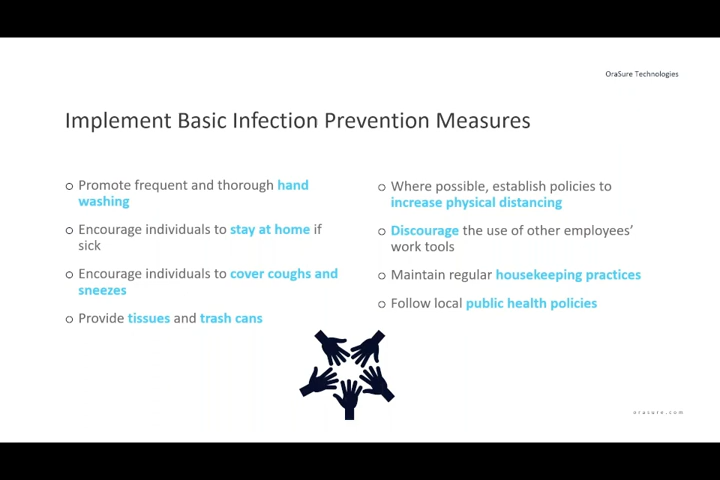 OraSure Technologies
Implement Basic Infection Prevention Measures
o Promote frequent and thorough hand
washing
o Encourage individuals to stay at home if
sick
o Encourage individuals to cover coughs and
sneezes
o Provide tissues and trash cans
o Where possible, establish policies to
increase physical distancing
o Discourage the use of other employees’
work tools
o Maintain regular housekeeping practices
o Follow local public health policies
orasure.com